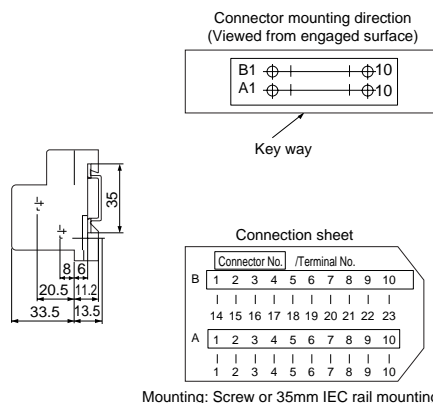 Connector mounting direction
(Viewed from engaged surface)
B1 10
A1 10
Key way
35
8 6
20.5 11.2
33.5 13.5
Connection sheet
Connector No. /Terminal No.
B 1 2 3 4 5 6 7 8 9 10
14 15 16 17 18 19 20 21 22 23
A 1 2 3 4 5 6 7 8 9 10
1 2 3 4 5 6 7 8 9 10
Mounting: Screw or 35mm IEC rail mounting